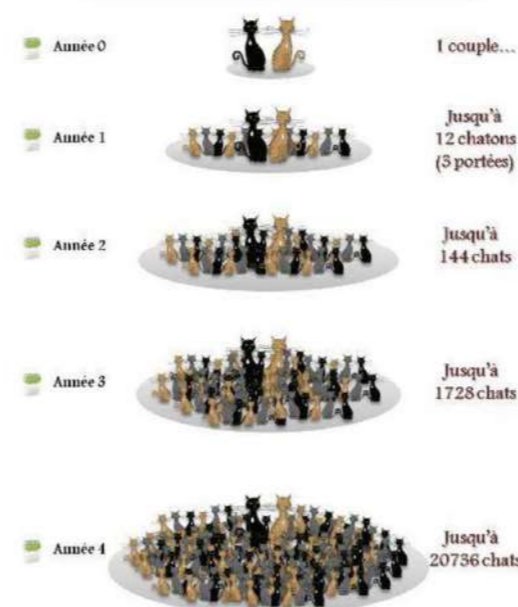 Année 0
1 couple...
Année 1
Jusqu'à
12 chatons
(3 portées)
Année 2
Jusqu'à
144 chats
Année 3
Jusqu'à
1728 chats
Année 4
Jusqu'à
20736 chats